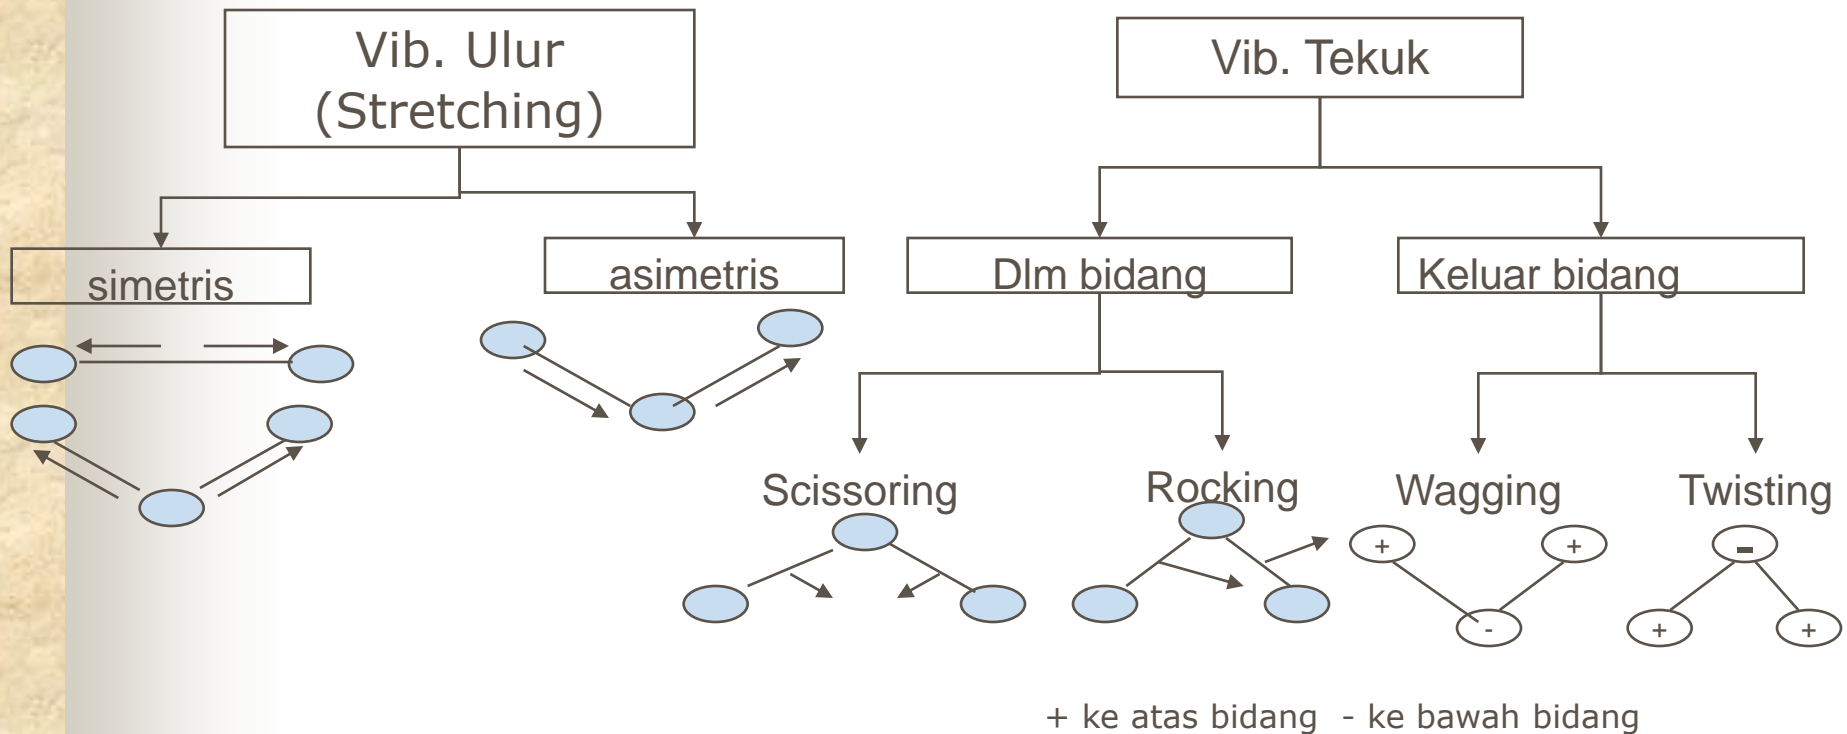 Vib. Ulur
(Stretching)
Vib. Tekuk
simetris
asimetris
Dlm bidang
Keluar bidang
Scissoring
Rocking
Wagging
Twisting
+
+
-
-
+
+
+ ke atas bidang - ke bawah bidang